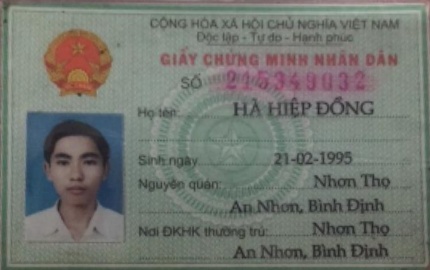 CỘNG HÒA XÃ HỘI CHỦ NGHĨA VIỆT NAM
Độc lập - Tự do - Hạnh phúc
GIẤY CHỨNG MINH NHÂN DÂN
SỐ 215349032
Họ tên: HÀ HIỆP ĐỒNG
Sinh ngày 21-02-1995
Nguyên quán: Nhơn Thọ
An Nhơn, Bình Định
Nơi ĐKHK thường trú: Nhơn Thọ
An Nhơn, Bình Định